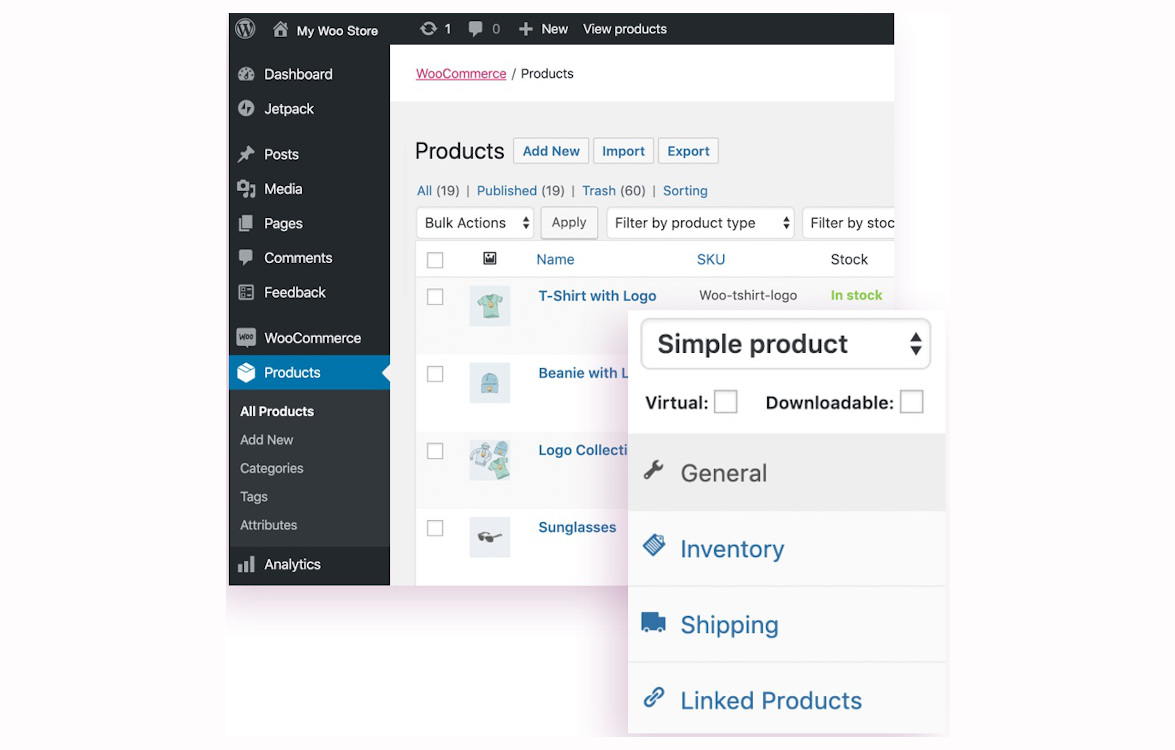 My Woo Store 1 0 New View products
Dashboard
Jetpack
Posts
Media
Pages
Comments
Feedback
WOO WooCommerce
Products
All Products
Add New
Categories
Tags
Attributes
Analytics
WooCommerce / Products
Products Add New Import Export
All (19) | Published (19) | Trash (60) | Sorting
Bulk Actions Apply Filter by product type Filter by stoc
Name SKU Stock
T-Shirt with Logo Woo-tshirt-logo In stock
Beanie with L
Logo Collecti
Sunglasses
Simple product
Virtual: Downloadable:
General
Inventory
Shipping
Linked Products